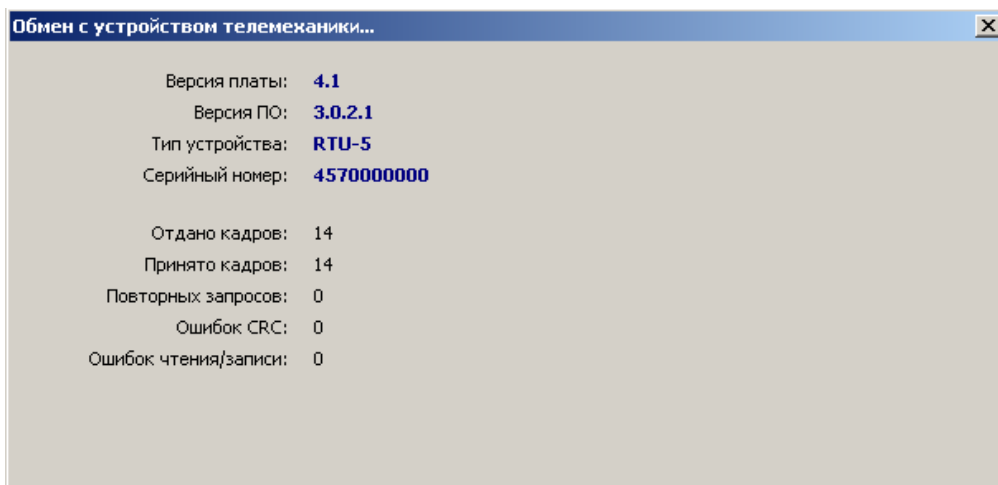 Обмен с устройством телемеханики...
Версия платы: 4.1
Версия ПО: 3.0.2.1
Тип устройства: RTU-5
Серийный номер: 4570000000
Отдано кадров: 14
Принято кадров: 14
Повторных запросов: 0
Ошибок CRC: 0
Ошибок чтения/записи: 0